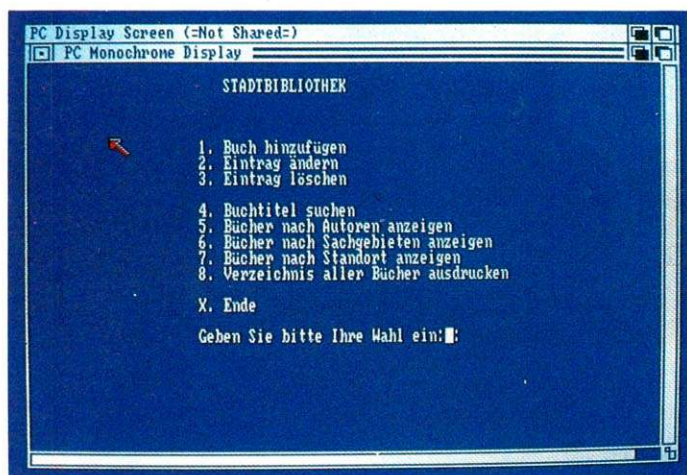 PC Display Screen (=Not Shared=)
PC Monochrome Display
STADTBIBLIOTHEK
1. Buch hinzufügen
2. Eintrag ändern
3. Eintrag löschen
4. Buchtitel suchen
5. Bücher nach Autoren anzeigen
6. Bücher nach Sachgebieten anzeigen
7. Bücher nach Standort anzeigen
8. Verzeichnis aller Bücher ausdrucken
X. Ende
Geben Sie bitte Ihre Wahl ein: :